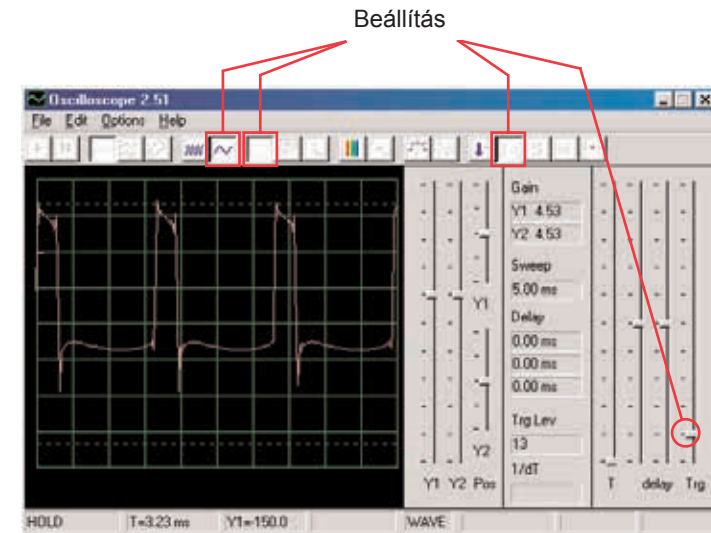 Beállítás
Oscilloscope 2.51
File Edit Options Help
Gain
Y1 4.53
Y2 4.53
Sweep
5.00 ms
Y1
Delay
0.00 ms
0.00 ms
0.00 ms
Trg Lev
13
Y2
1/dT
Y1 Y2 Pos
T delay Trg
HOLD T=3.23 ms Y1=-150.0 WAVE